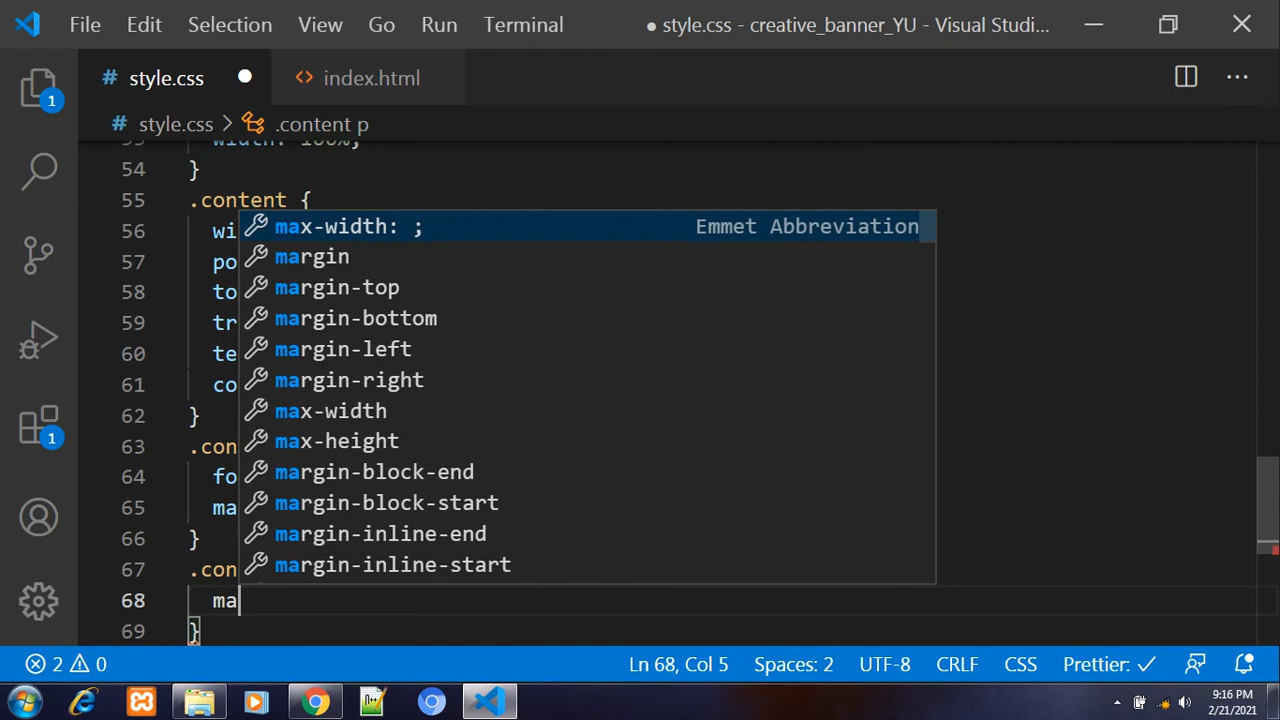 File Edit Selection View Go Run Terminal ● style.css - creative_banner_YU - Visual Studi...
# style.css ● <> index.html ...
# style.css > .content p
1
53 width: 100%;
54 }
55 .content {
56 wi
57 po
58 to
59 tr
60 te
61 co
62 }
63 .con
64 fo
65 ma
66 }
67 .con
68 ma
69 }
max-width: ; Emmet Abbreviation
margin
margin-top
margin-bottom
margin-left
margin-right
max-width
max-height
margin-block-end
margin-block-start
margin-inline-end
margin-inline-start
1
2 0 Ln 68, Col 5 Spaces: 2 UTF-8 CRLF CSS Prettier: ✓
9:16 PM
2/21/2021